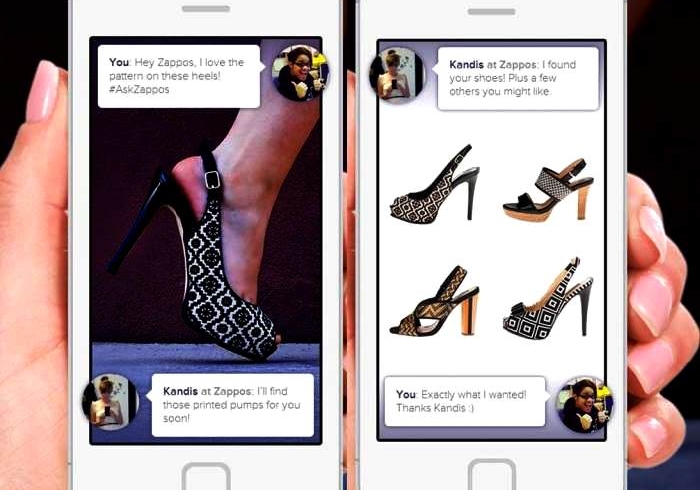 You: Hey Zappos, I love the
pattern on these heels!
#AskZappos
Kandis at Zappos: I'll find
those printed pumps for you
soon!
Kandis at Zappos: I found
your shoes! Plus a few
others you might like.
You: Exactly what I wanted!
Thanks Kandis :)